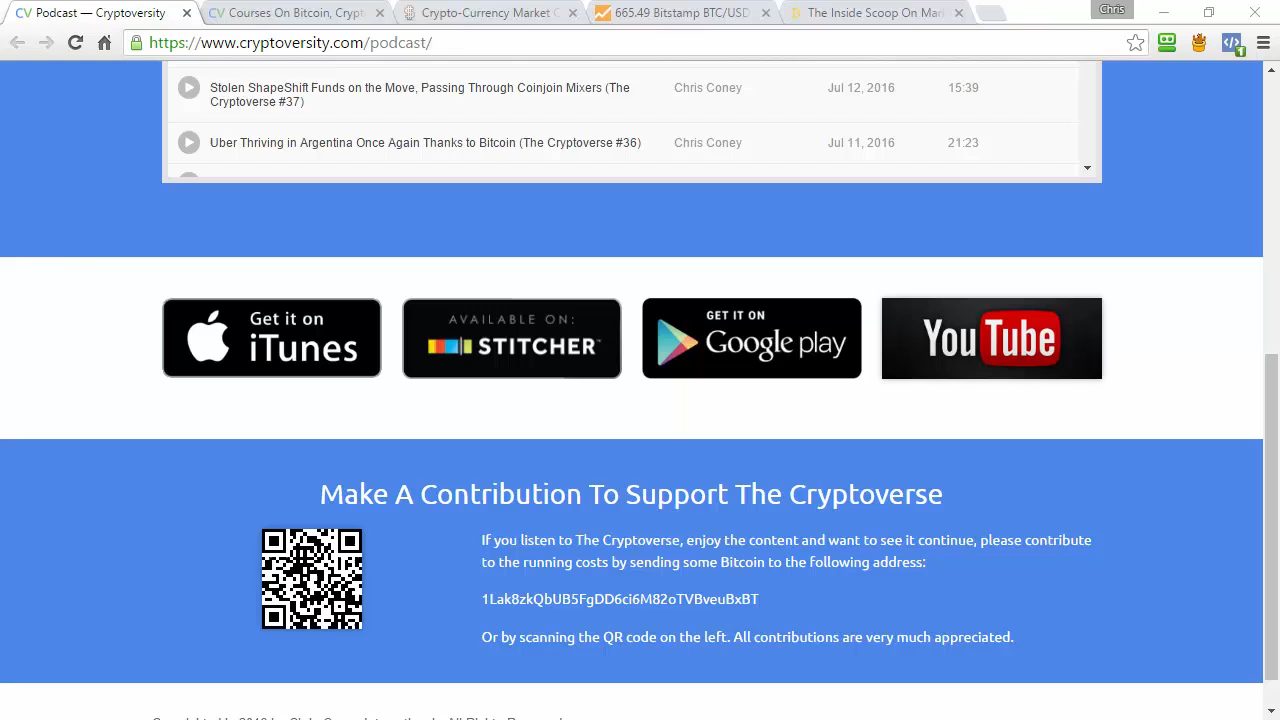 CV Podcast — Cryptoversity
CV Courses On Bitcoin, Crypt
Crypto-Currency Market C
665.49 Bitstamp BTC/USD
The Inside Scoop On Mar
Chris
https://www.cryptoversity.com/podcast/
1
Stolen ShapeShift Funds on the Move, Passing Through Coinjoin Mixers (The Chris Coney Jul 12, 2016 15:39
Cryptoverse #37)
Uber Thriving in Argentina Once Again Thanks to Bitcoin (The Cryptoverse #36) Chris Coney Jul 11, 2016 21:23
Get it on
iTunes
AVAILABLE ON:
STITCHER
GET IT ON
Google play
YouTube
Make A Contribution To Support The Cryptoverse
If you listen to The Cryptoverse, enjoy the content and want to see it continue, please contribute
to the running costs by sending some Bitcoin to the following address:
1Lak8zkQbUB5FgDD6ci6M82oTVBveuBxBT
Or by scanning the QR code on the left. All contributions are very much appreciated.